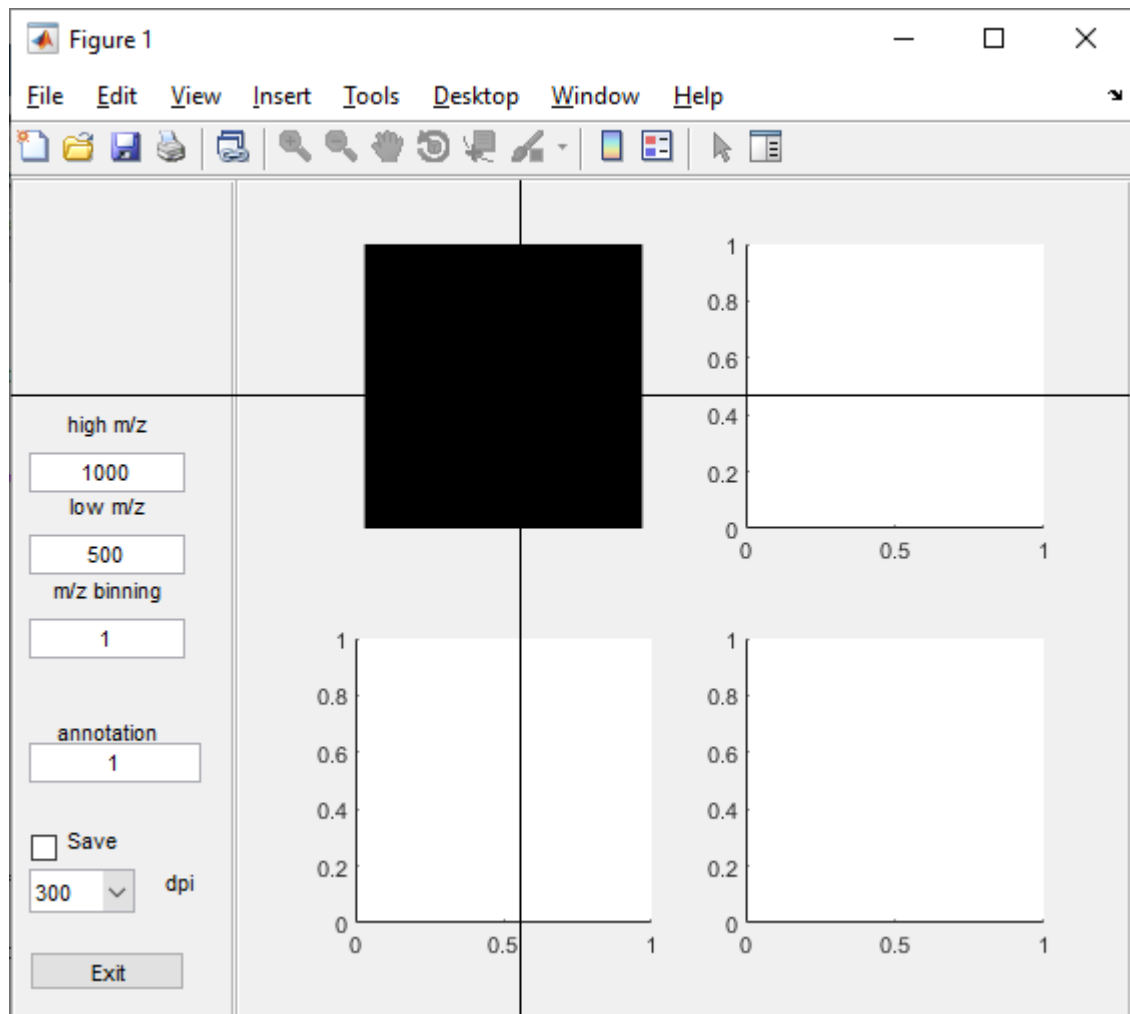 Figure 1
File Edit View Insert Tools Desktop Window Help
high m/z
1000
low m/z
500
m/z binning
1
annotation
1
Save
300 dpi
Exit
1
0.8
0.6
0.4
0.2
0
0 0.5 1
1
0.8
0.6
0.4
0.2
0
0 0.5 1
1
0.8
0.6
0.4
0.2
0
0 0.5 1